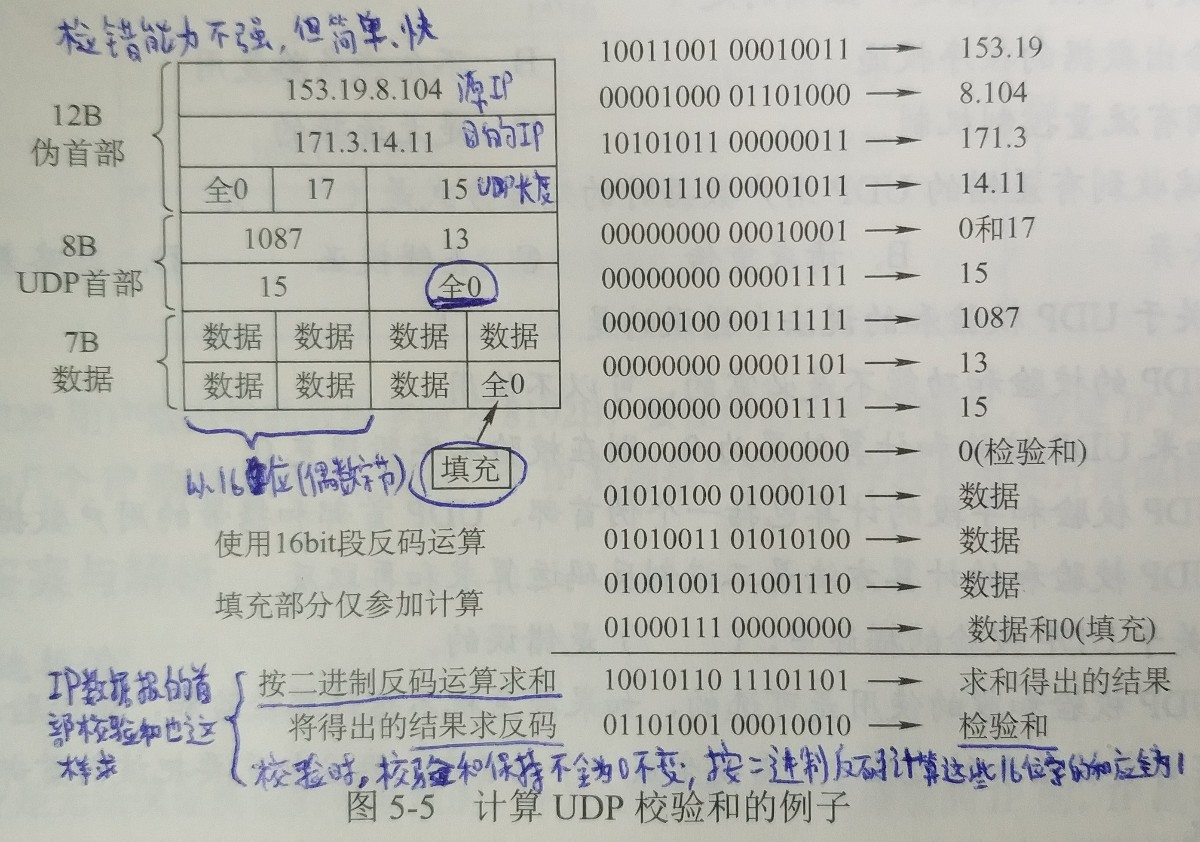 检错能力不强，但简单、快
12B
伪首部
153.19.8.104 源IP
171.3.14.11 目的IP
全0 17 15 UDP长度
8B
UDP首部
1087 13
15 全0
7B
数据
数据 数据 数据 数据
数据 数据 数据 全0
以16位(偶数字节)
填充
使用16bit段反码运算
填充部分仅参加计算
10011001 00010011 → 153.19
00001000 01101000 → 8.104
10101011 00000011 → 171.3
00001110 00001011 → 14.11
00000000 00010001 → 0和17
00000000 00001111 → 15
00000100 00111111 → 1087
00000000 00001101 → 13
00000000 00001111 → 15
00000000 00000000 → 0(检验和)
01010100 01000101 → 数据
01010011 01010100 → 数据
01001001 01001110 → 数据
01000111 00000000 → 数据和0(填充)
IP数据报的首
部校验和也这
样求
按二进制反码运算求和 10010110 11101101 → 求和得出的结果
将得出的结果求反码 01101001 00010010 → 检验和
校验时，校验和保持不全为0不变，按二进制反码计算这些16位字的和应全为1
图 5-5 计算 UDP 校验和的例子